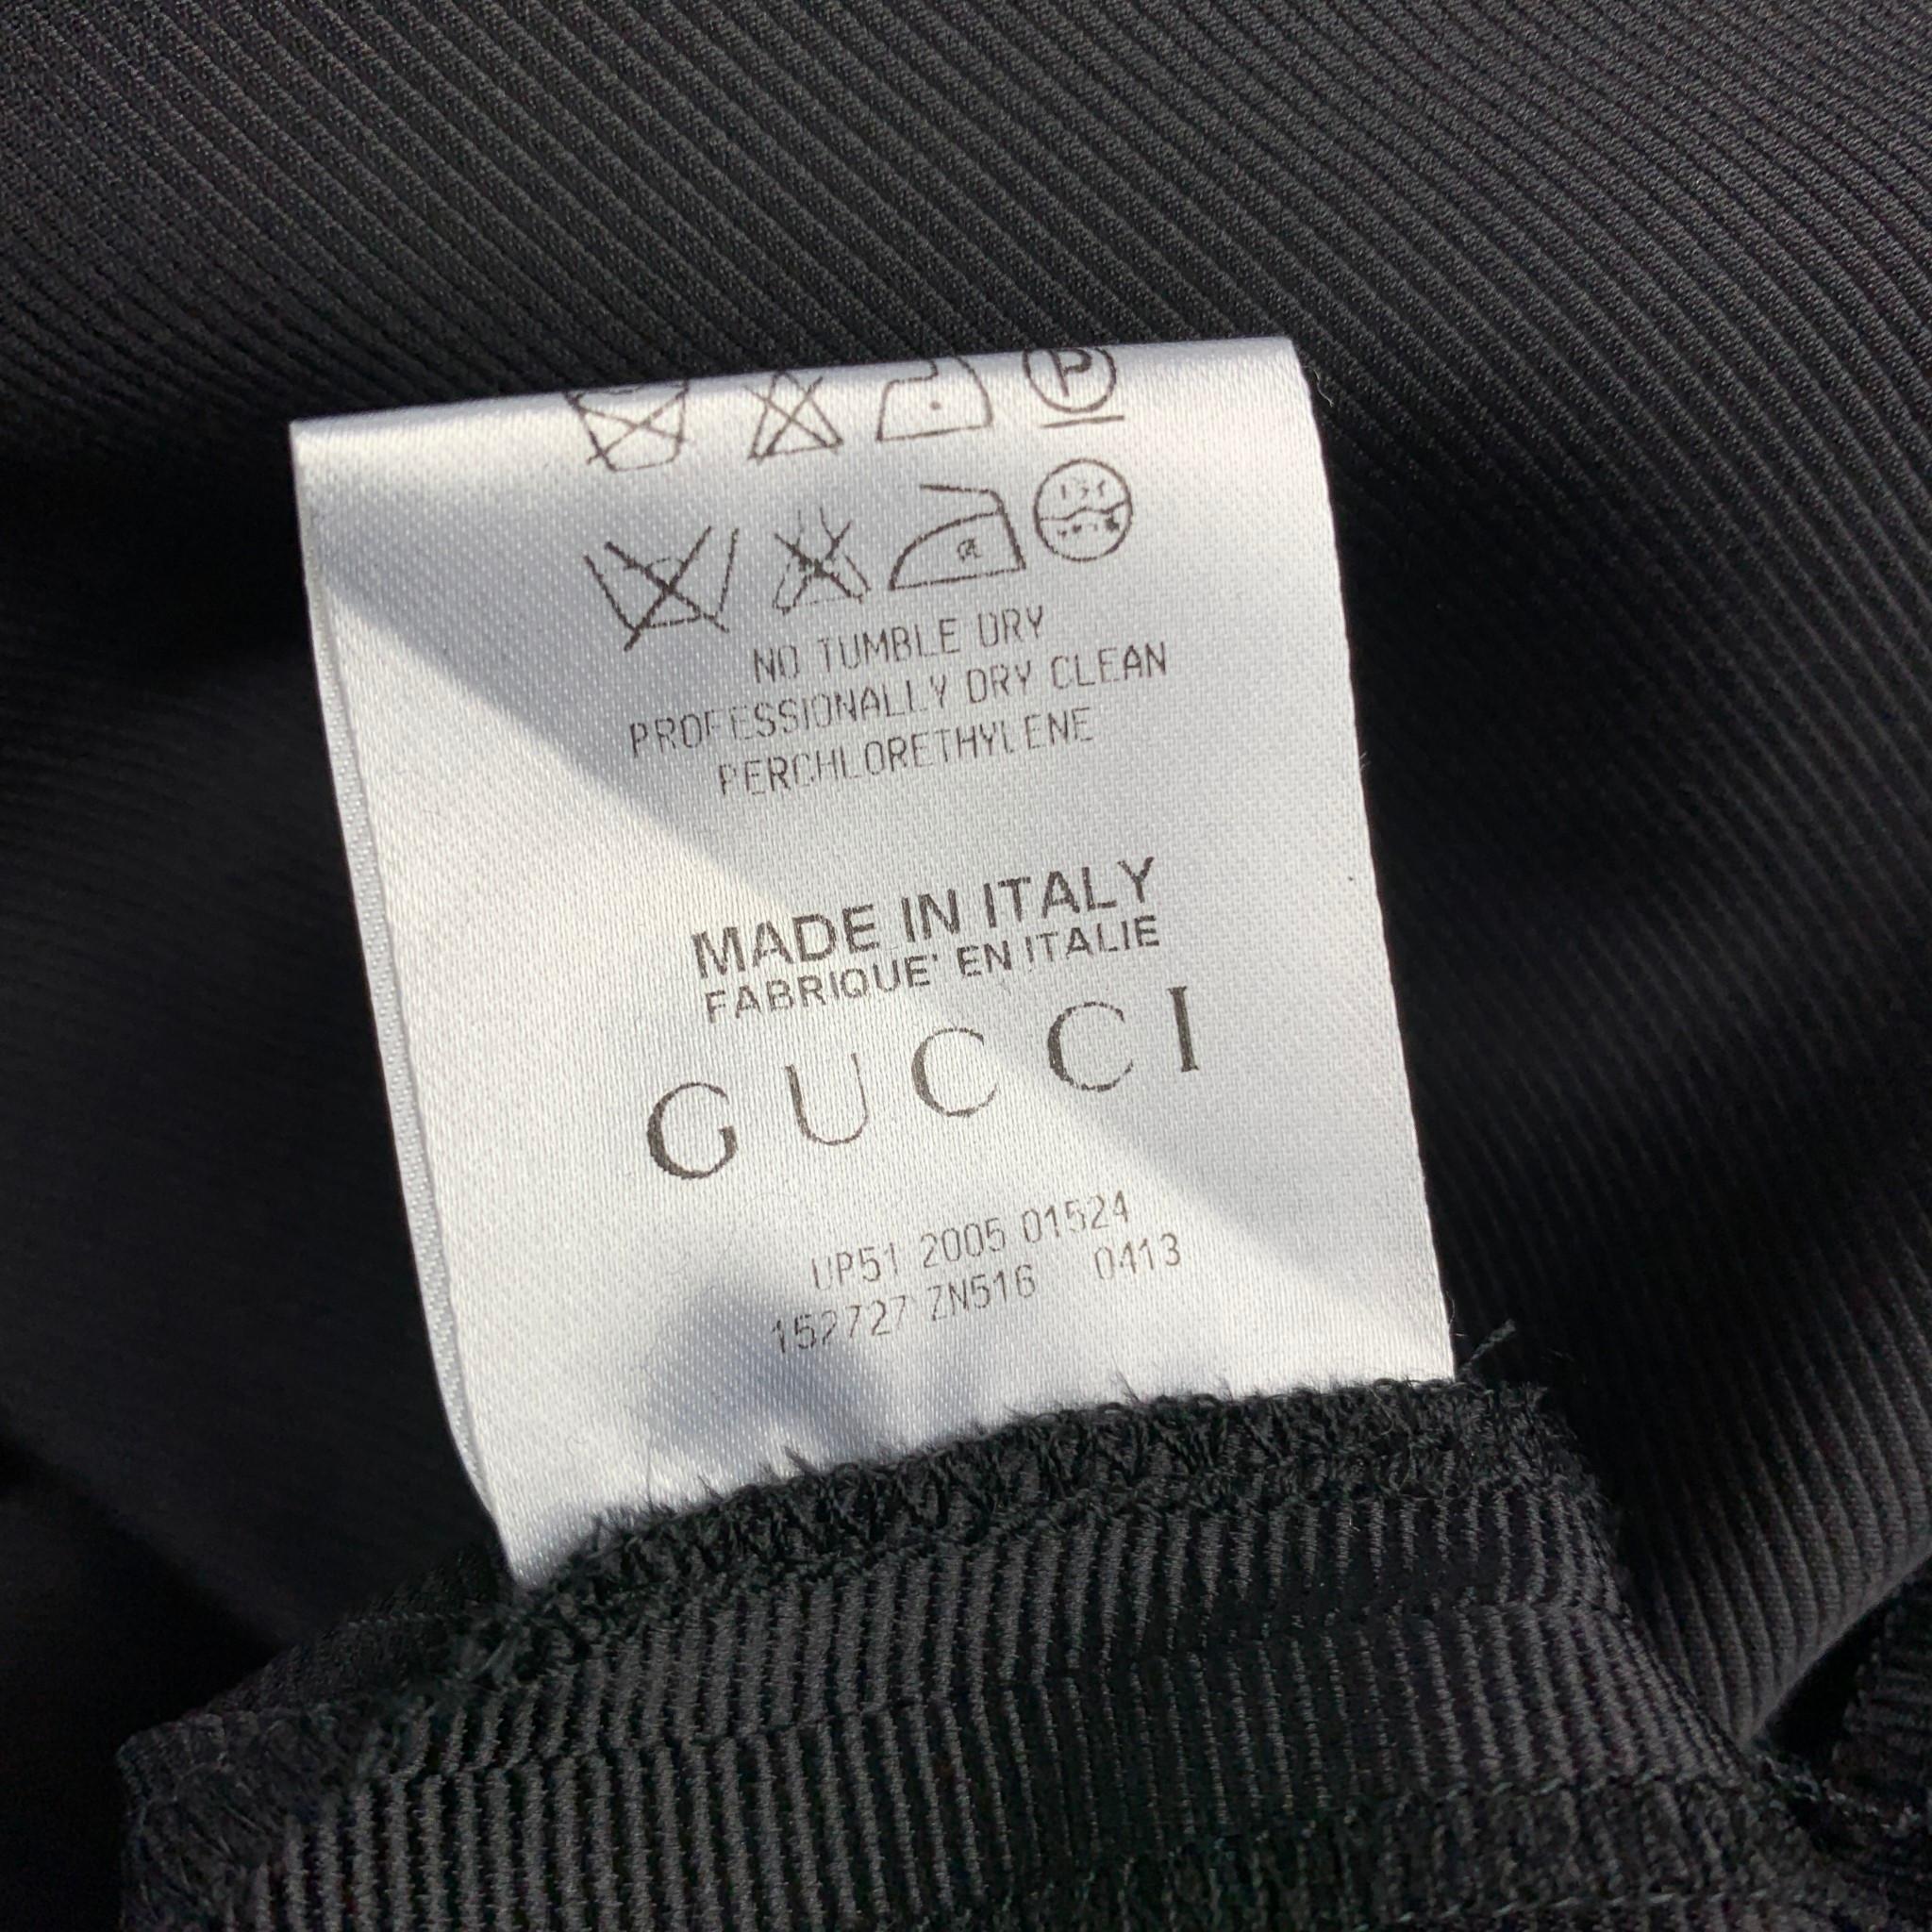 P
NO TUMBLE DRY
PROFESSIONALLY DRY CLEAN
PERCHLORETHYLENE
MADE IN ITALY
FABRIQUE' EN ITALIE
GUCCI
UP51 2005 01524
152727 ZN516 0413